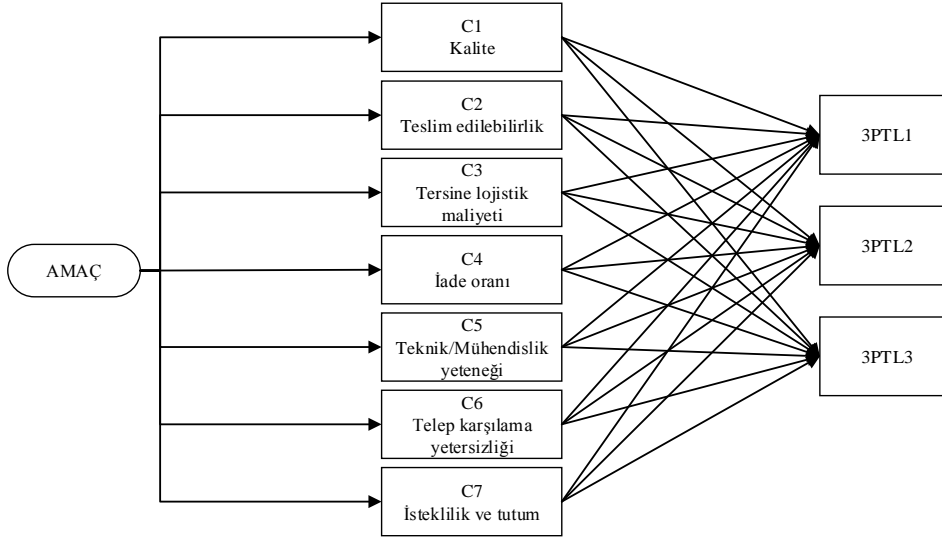 AMAÇ
C1
Kalite
C2
Teslim edilebilirlik
C3
Tersine lojistik
maliyeti
C4
İade oranı
C5
Teknik/Mühendislik
yeteneği
C6
Telep karşılama
yetersizliği
C7
İsteklilik ve tutum
3PTL1
3PTL2
3PTL3